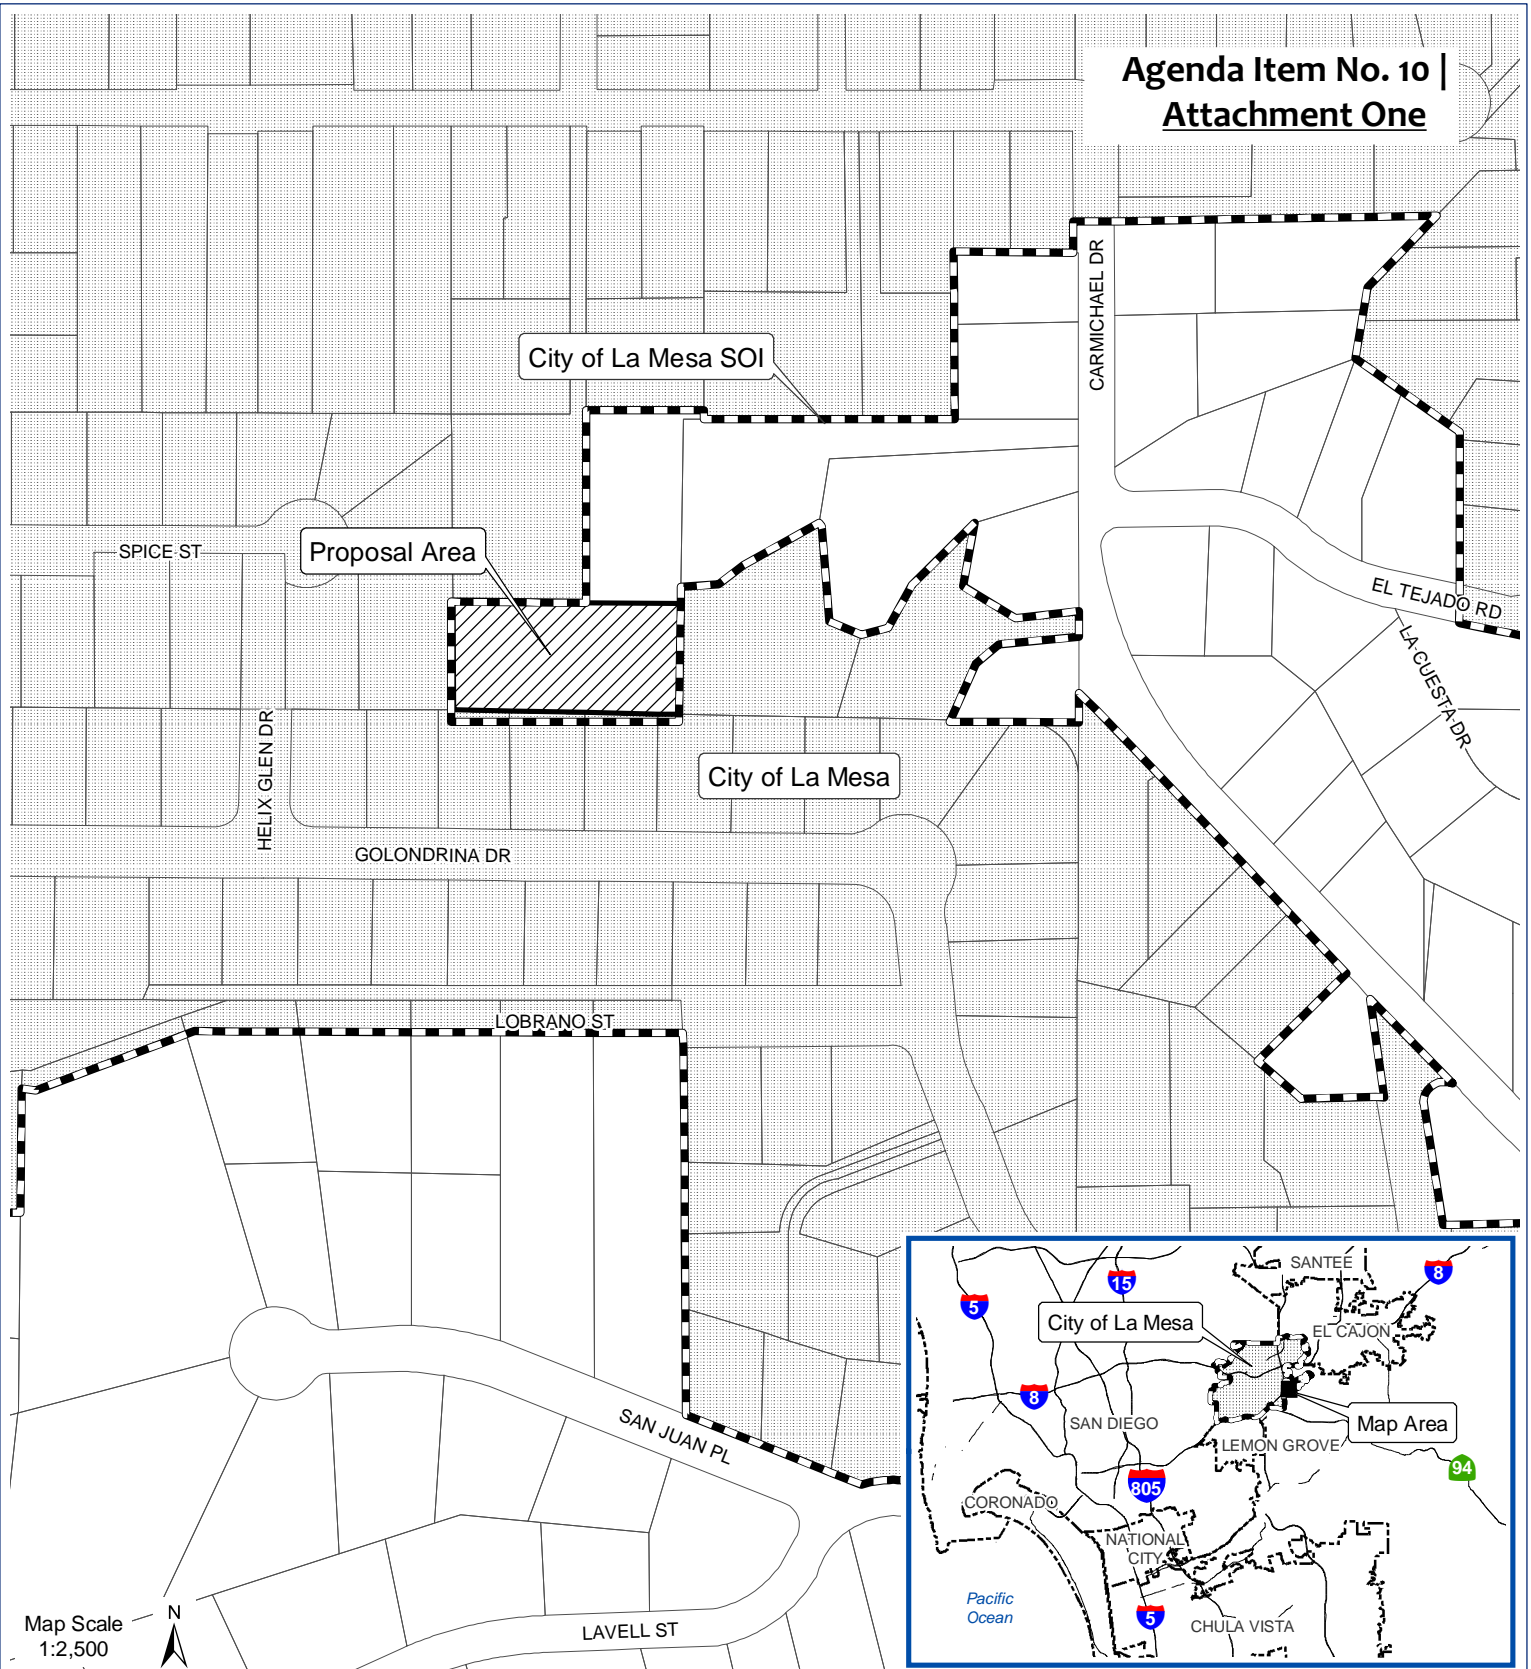 Agenda Item No. 10 |
Attachment One
CARMICHAEL DR
City of La Mesa SOI
SPICE ST
Proposal Area
EL TEJADO RD
LA CUESTA DR
HELIX GLEN DR
City of La Mesa
GOLONDRINA DR
LOBRANO ST
SAN JUAN PL
LAVELL ST
Map Scale
1:2,500
N
SANTEE
8
15
5
City of La Mesa
EL CAJON
8
SAN DIEGO
Map Area
LEMON GROVE
94
805
CORONADO
NATIONAL
CITY
Pacific
Ocean
5
CHULA VISTA